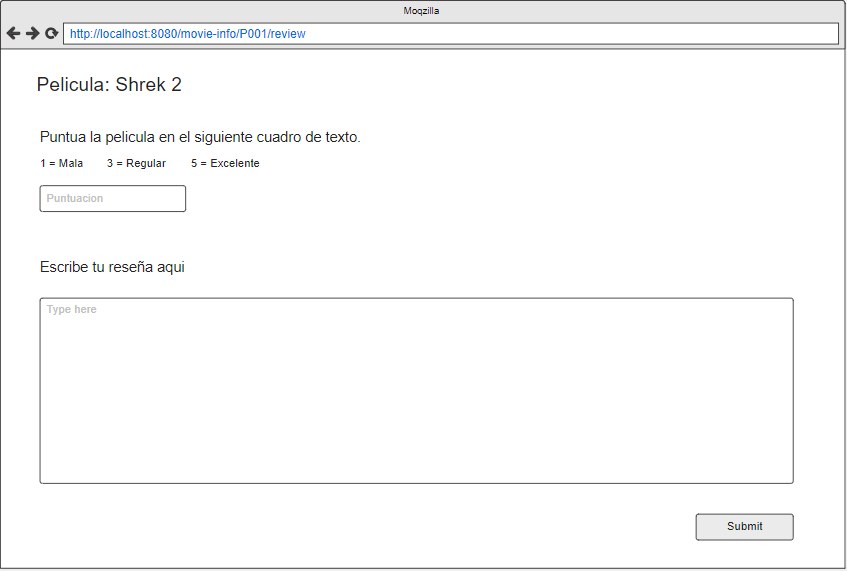 Moqzilla
http://localhost:8080/movie-info/P001/review
Pelicula: Shrek 2
Puntua la pelicula en el siguiente cuadro de texto.
1 = Mala 3 = Regular 5 = Excelente
Puntuacion
Escribe tu reseña aqui
Type here
Submit